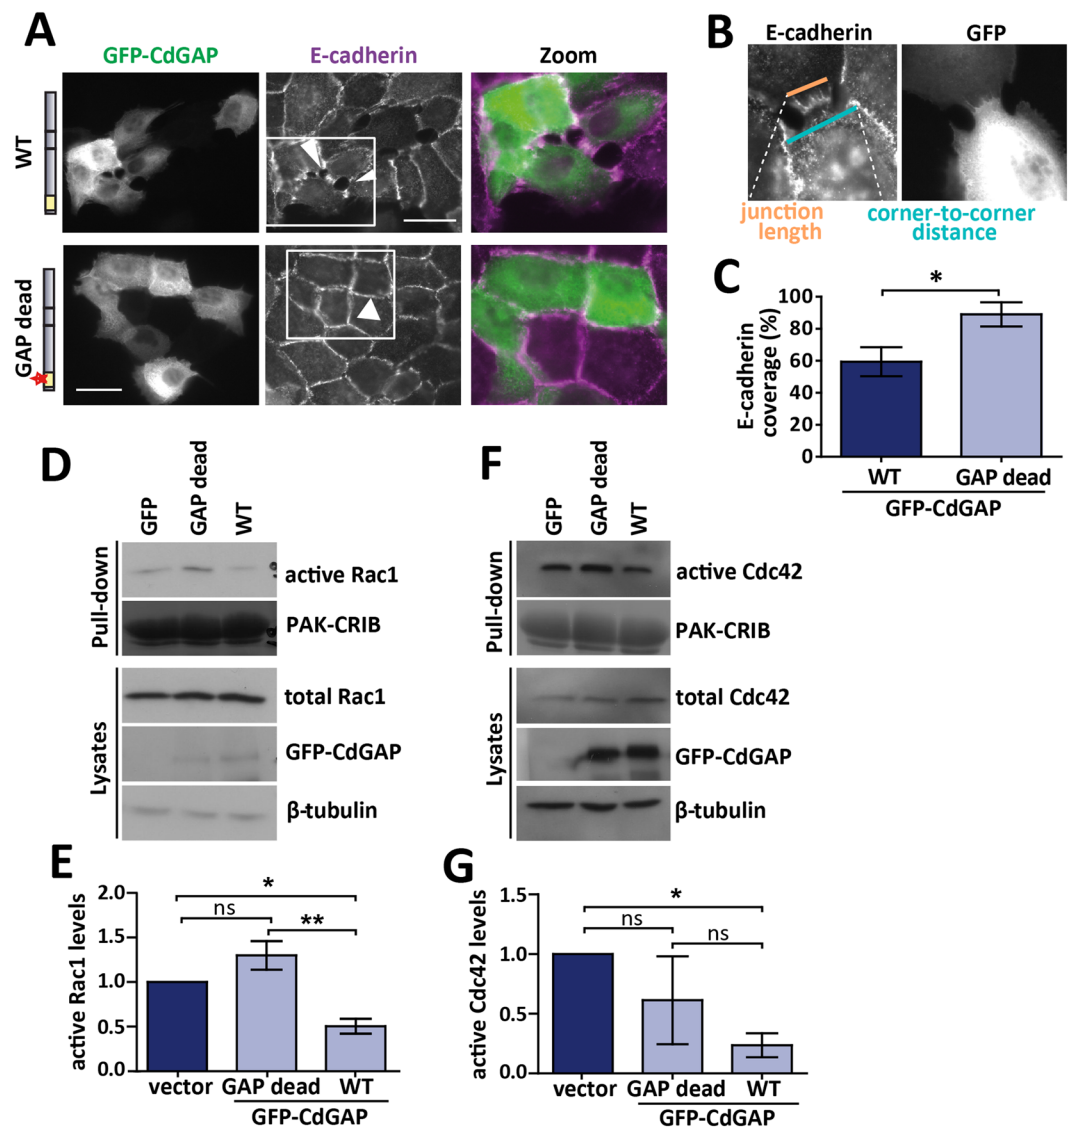 A
GFP-CdGAP
E-cadherin
Zoom
WT
GAP dead
B
E-cadherin
GFP
junction
length
corner-to-corner
distance
C
E-cadherin
coverage (%)
100
80
60
40
20
0
*
WT
GAP dead
GFP-CdGAP
D
GFP
GAP dead
WT
Pull-down
active Rac1
PAK-CRIB
Lysates
total Rac1
GFP-CdGAP
β-tubulin
F
GFP
GAP dead
WT
Pull-down
active Cdc42
PAK-CRIB
Lysates
total Cdc42
GFP-CdGAP
β-tubulin
E
active Rac1 levels
2.0
1.5
1.0
0.5
0.0
*
ns
**
vector
GAP dead
WT
GFP-CdGAP
G
active Cdc42 levels
1.5
1.0
0.5
0.0
*
ns
ns
vector
GAP dead
WT
GFP-CdGAP